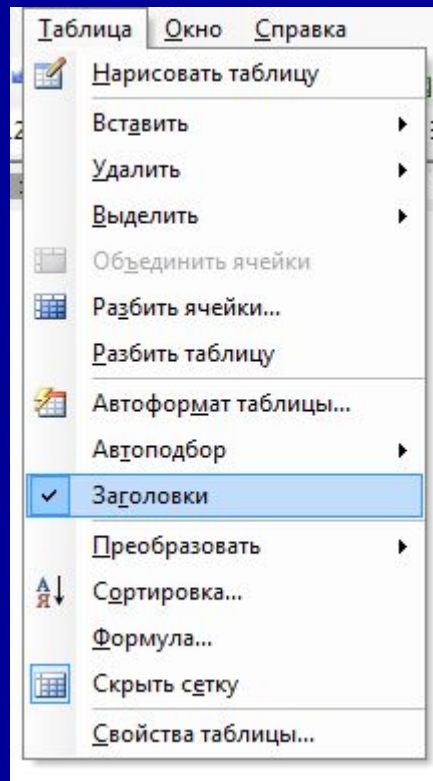 Таблица Окно Справка
Нарисовать таблицу
Вставить
Удалить
Выделить
Объединить ячейки
Разбить ячейки...
Разбить таблицу
Автоформат таблицы...
Автоподбор
Заголовки
Преобразовать
Сортировка...
Формула...
Скрыть сетку
Свойства таблицы...